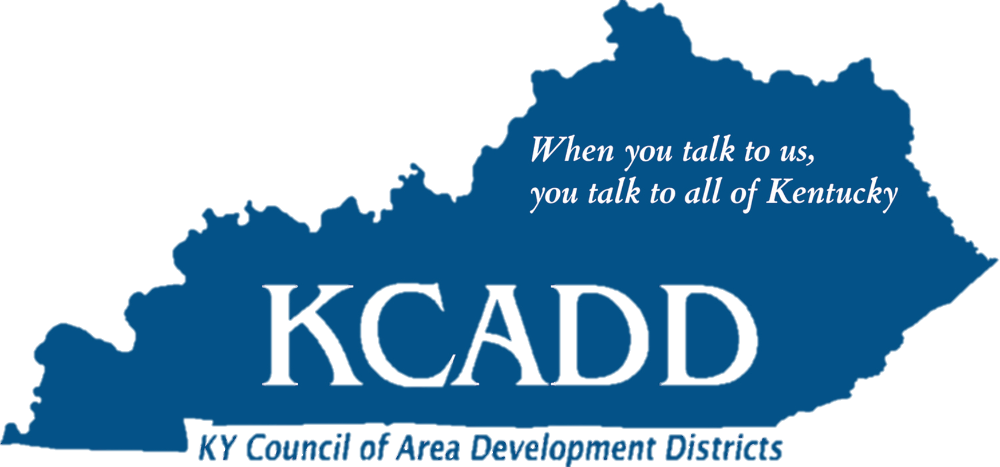 When you talk to us,
you talk to all of Kentucky
KCADD
KY Council of Area Development Districts